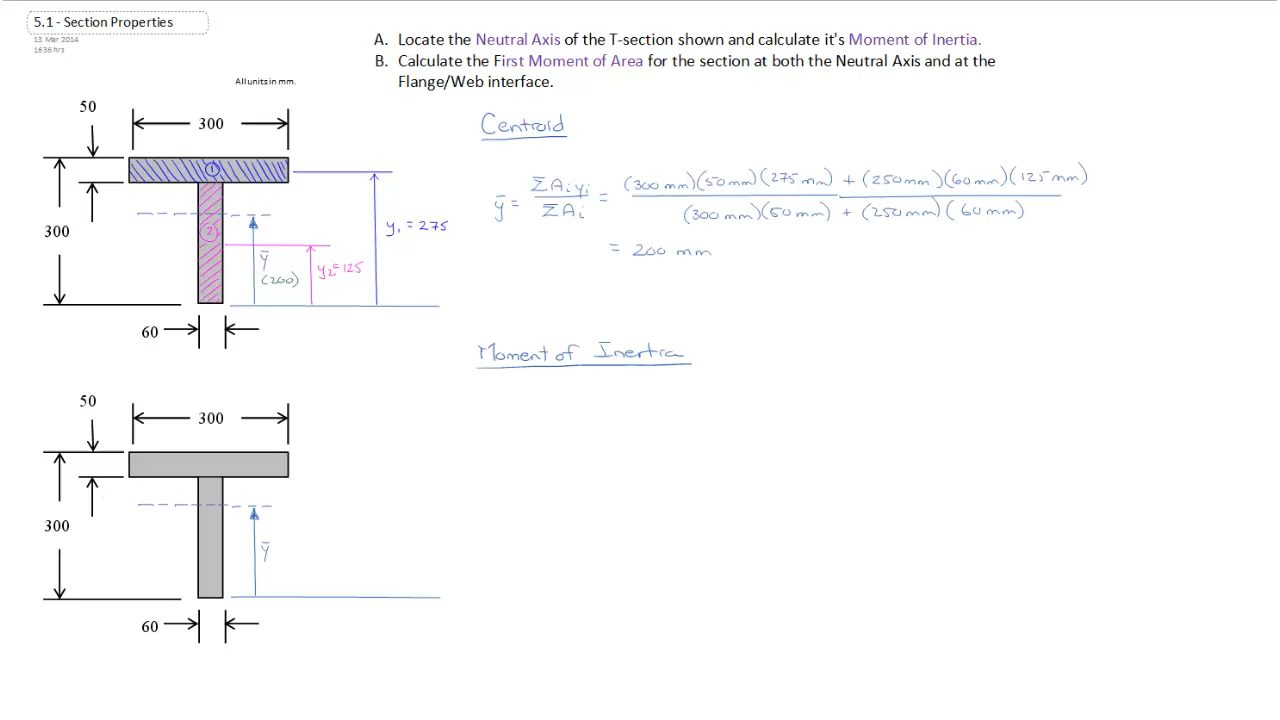 5.1 - Section Properties
13 Mar 2014
1636 hrs
A. Locate the Neutral Axis of the T-section shown and calculate it's Moment of Inertia.
B. Calculate the First Moment of Area for the section at both the Neutral Axis and at the
Flange/Web interface.
All units in mm.
50
300
1
300
2
ȳ
(200)
y₂=125
y₁ = 275
60
Centroid
ȳ = ΣAᵢyᵢ / ΣAᵢ = (300 mm)(50 mm)(275 mm) + (250 mm)(60 mm)(125 mm) / (300 mm)(50 mm) + (250 mm)(60 mm)
= 200 mm
Moment of Inertia
50
300
300
ȳ
60